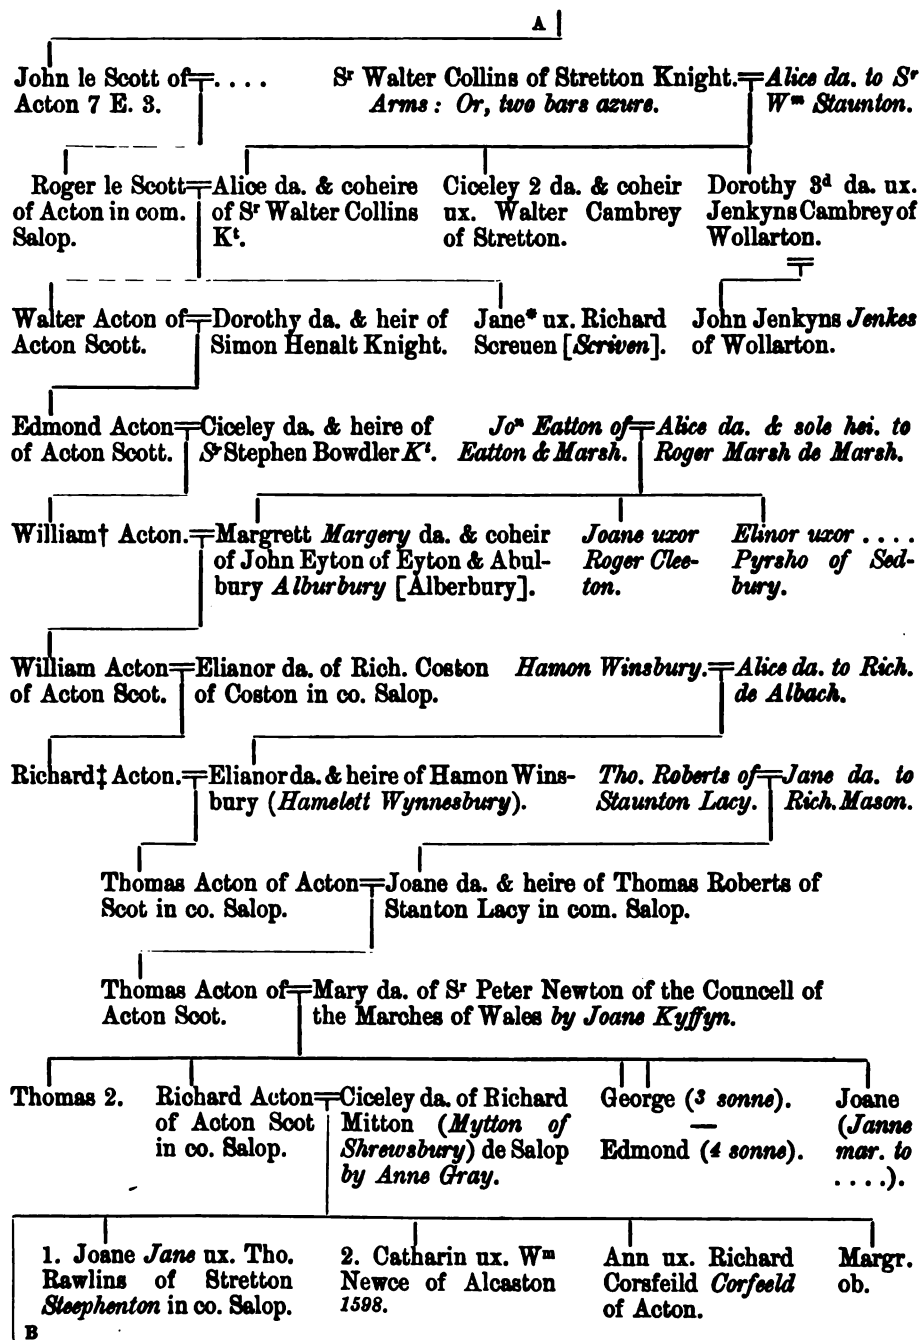 A
John le Scott of
Acton 7 E. 3.
. . . .
Sr Walter Collins of Stretton Knight.
Arms : Or, two bars azure.
Alice da. to Sr
Wm Staunton.
Roger le Scott
of Acton in com.
Salop.
Alice da. & coheire
of Sr Walter Collins
Kt.
Ciceley 2 da. & coheir
ux. Walter Cambrey
of Stretton.
Dorothy 3d da. ux.
Jenkyns Cambrey of
Wollarton.
Walter Acton of
Acton Scott.
Dorothy da. & heir of
Simon Henalt Knight.
Jane* ux. Richard
Screuen [Scriven].
John Jenkyns Jenkes
of Wollarton.
Edmond Acton
of Acton Scott.
Ciceley da. & heire of
Sr Stephen Bowdler Kt.
Jon Eatton of
Eatton & Marsh.
Alice da. & sole hei. to
Roger Marsh de Marsh.
William† Acton.
Margrett Margery da. & coheir
of John Eyton of Eyton & Abul-
bury Alburbury [Alberbury].
Joane uxor
Roger Clee-
ton.
Elinor uxor . . . .
Pyrsho of Sed-
bury.
William Acton
of Acton Scot.
Elianor da. of Rich. Coston
of Coston in co. Salop.
Hamon Winsbury.
Alice da. to Rich.
de Albach.
Richard‡ Acton.
Elianor da. & heire of Hamon Wins-
bury (Hamelett Wynnesbury).
Tho. Roberts of
Staunton Lacy.
Jane da. to
Rich. Mason.
Thomas Acton of Acton
Scot in co. Salop.
Joane da. & heire of Thomas Roberts of
Stanton Lacy in com. Salop.
Thomas Acton of
Acton Scot.
Mary da. of Sr Peter Newton of the Councell of
the Marches of Wales by Joane Kyffyn.
Thomas 2.
Richard Acton
of Acton Scot
in co. Salop.
Ciceley da. of Richard
Mitton (Mytton of
Shrewsbury) de Salop
by Anne Gray.
George (3 sonne).
—
Edmond (4 sonne).
Joane
(Janne
mar. to
. . . .).
1. Joane Jane ux. Tho.
Rawlins of Stretton
Steephenton in co. Salop.
2. Catharin ux. Wm
Newce of Alcaston
1598.
Ann ux. Richard
Corsfeild Corfeeld
of Acton.
Margr.
ob.
B